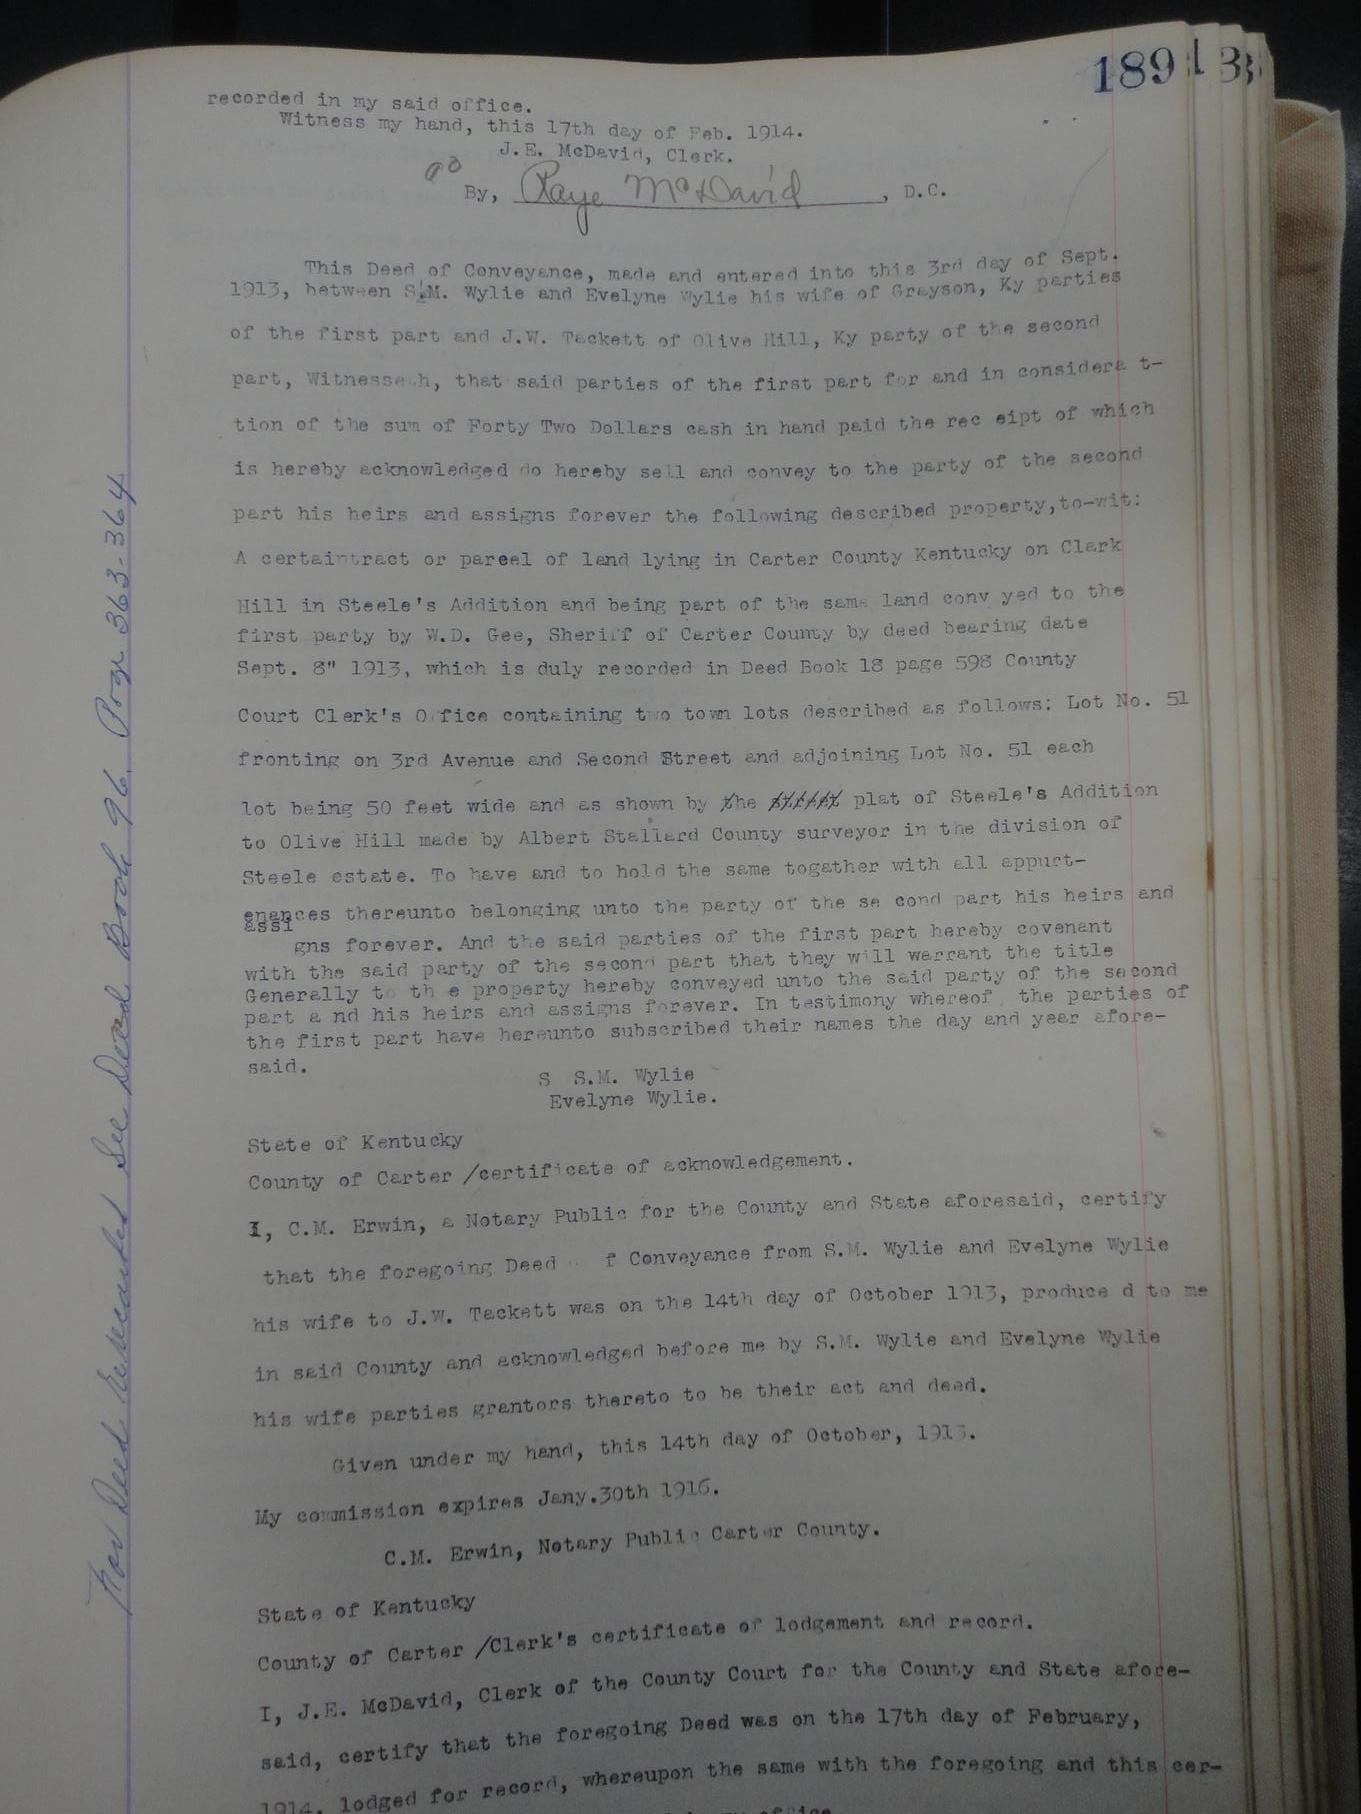 189
recorded in my said office.
Witness my hand, this 17th day of Feb. 1914.
J.E. McDavid, Clerk.
By, Raye McDavid, D.C.
This Deed of Conveyance, made and entered into this 3rd day of Sept.
1913, between S.M. Wylie and Evelyne Wylie his wife of Grayson, Ky parties
of the first part and J.W. Tackett of Olive Hill, Ky party of the second
part, Witnessech, that said parties of the first part for and in considera t-
tion of the sum of Forty Two Dollars cash in hand paid the rec eipt of which
is hereby acknowledged do hereby sell and convey to the party of the second
part his heirs and assigns forever the following described property,to-wit:
A certaintract or parcel of land lying in Carter County Kentucky on Clark
Hill in Steele's Addition and being part of the same land conv yed to the
first party by W.D. Gee, Sheriff of Carter County by deed bearing date
Sept. 8" 1913, which is duly recorded in Deed Book 18 page 598 County
Court Clerk's Office containing two town lots described as follows: Lot No. 51
fronting on 3rd Avenue and Second Street and adjoining Lot No. 51 each
lot being 50 feet wide and as shown by the plat of Steele's Addition
to Olive Hill made by Albert Stallard County surveyor in the division of
Steele estate. To have and to hold the same togather with all appurt-
enances thereunto belonging unto the party of the se cond part his heirs and
assi
gns forever. And the said parties of the first part hereby covenant
with the said party of the second part that they will warrant the title
Generally to th e property hereby conveyed unto the said party of the second
part a nd his heirs and assigns forever. In testimony whereof, the parties of
the first part have hereunto subscribed their names the day and year afore-
said.
S S.M. Wylie
Evelyne Wylie.
State of Kentucky
County of Carter /certificate of acknowledgement.
I, C.M. Erwin, a Notary Public for the County and State aforesaid, certify
that the foregoing Deed o f Conveyance from S.M. Wylie and Evelyne Wylie
his wife to J.W. Tackett was on the 14th day of October 1913, produce d to me
in said County and acknowledged before me by S.M. Wylie and Evelyne Wylie
his wife parties grantors thereto to be their act and deed.
Given under my hand, this 14th day of October, 1913.
My commission expires Jany.30th 1916.
C.M. Erwin, Notary Public Carter County.
State of Kentucky
County of Carter /Clerk's certificate of lodgement and record.
I, J.E. McDavid, Clerk of the County Court for the County and State afore-
said, certify that the foregoing Deed was on the 17th day of February,
1914, lodged for record, whereupon the same with the foregoing and this cer-
office
For Deed Rerecorded See Deed Book 96 Page 363-364